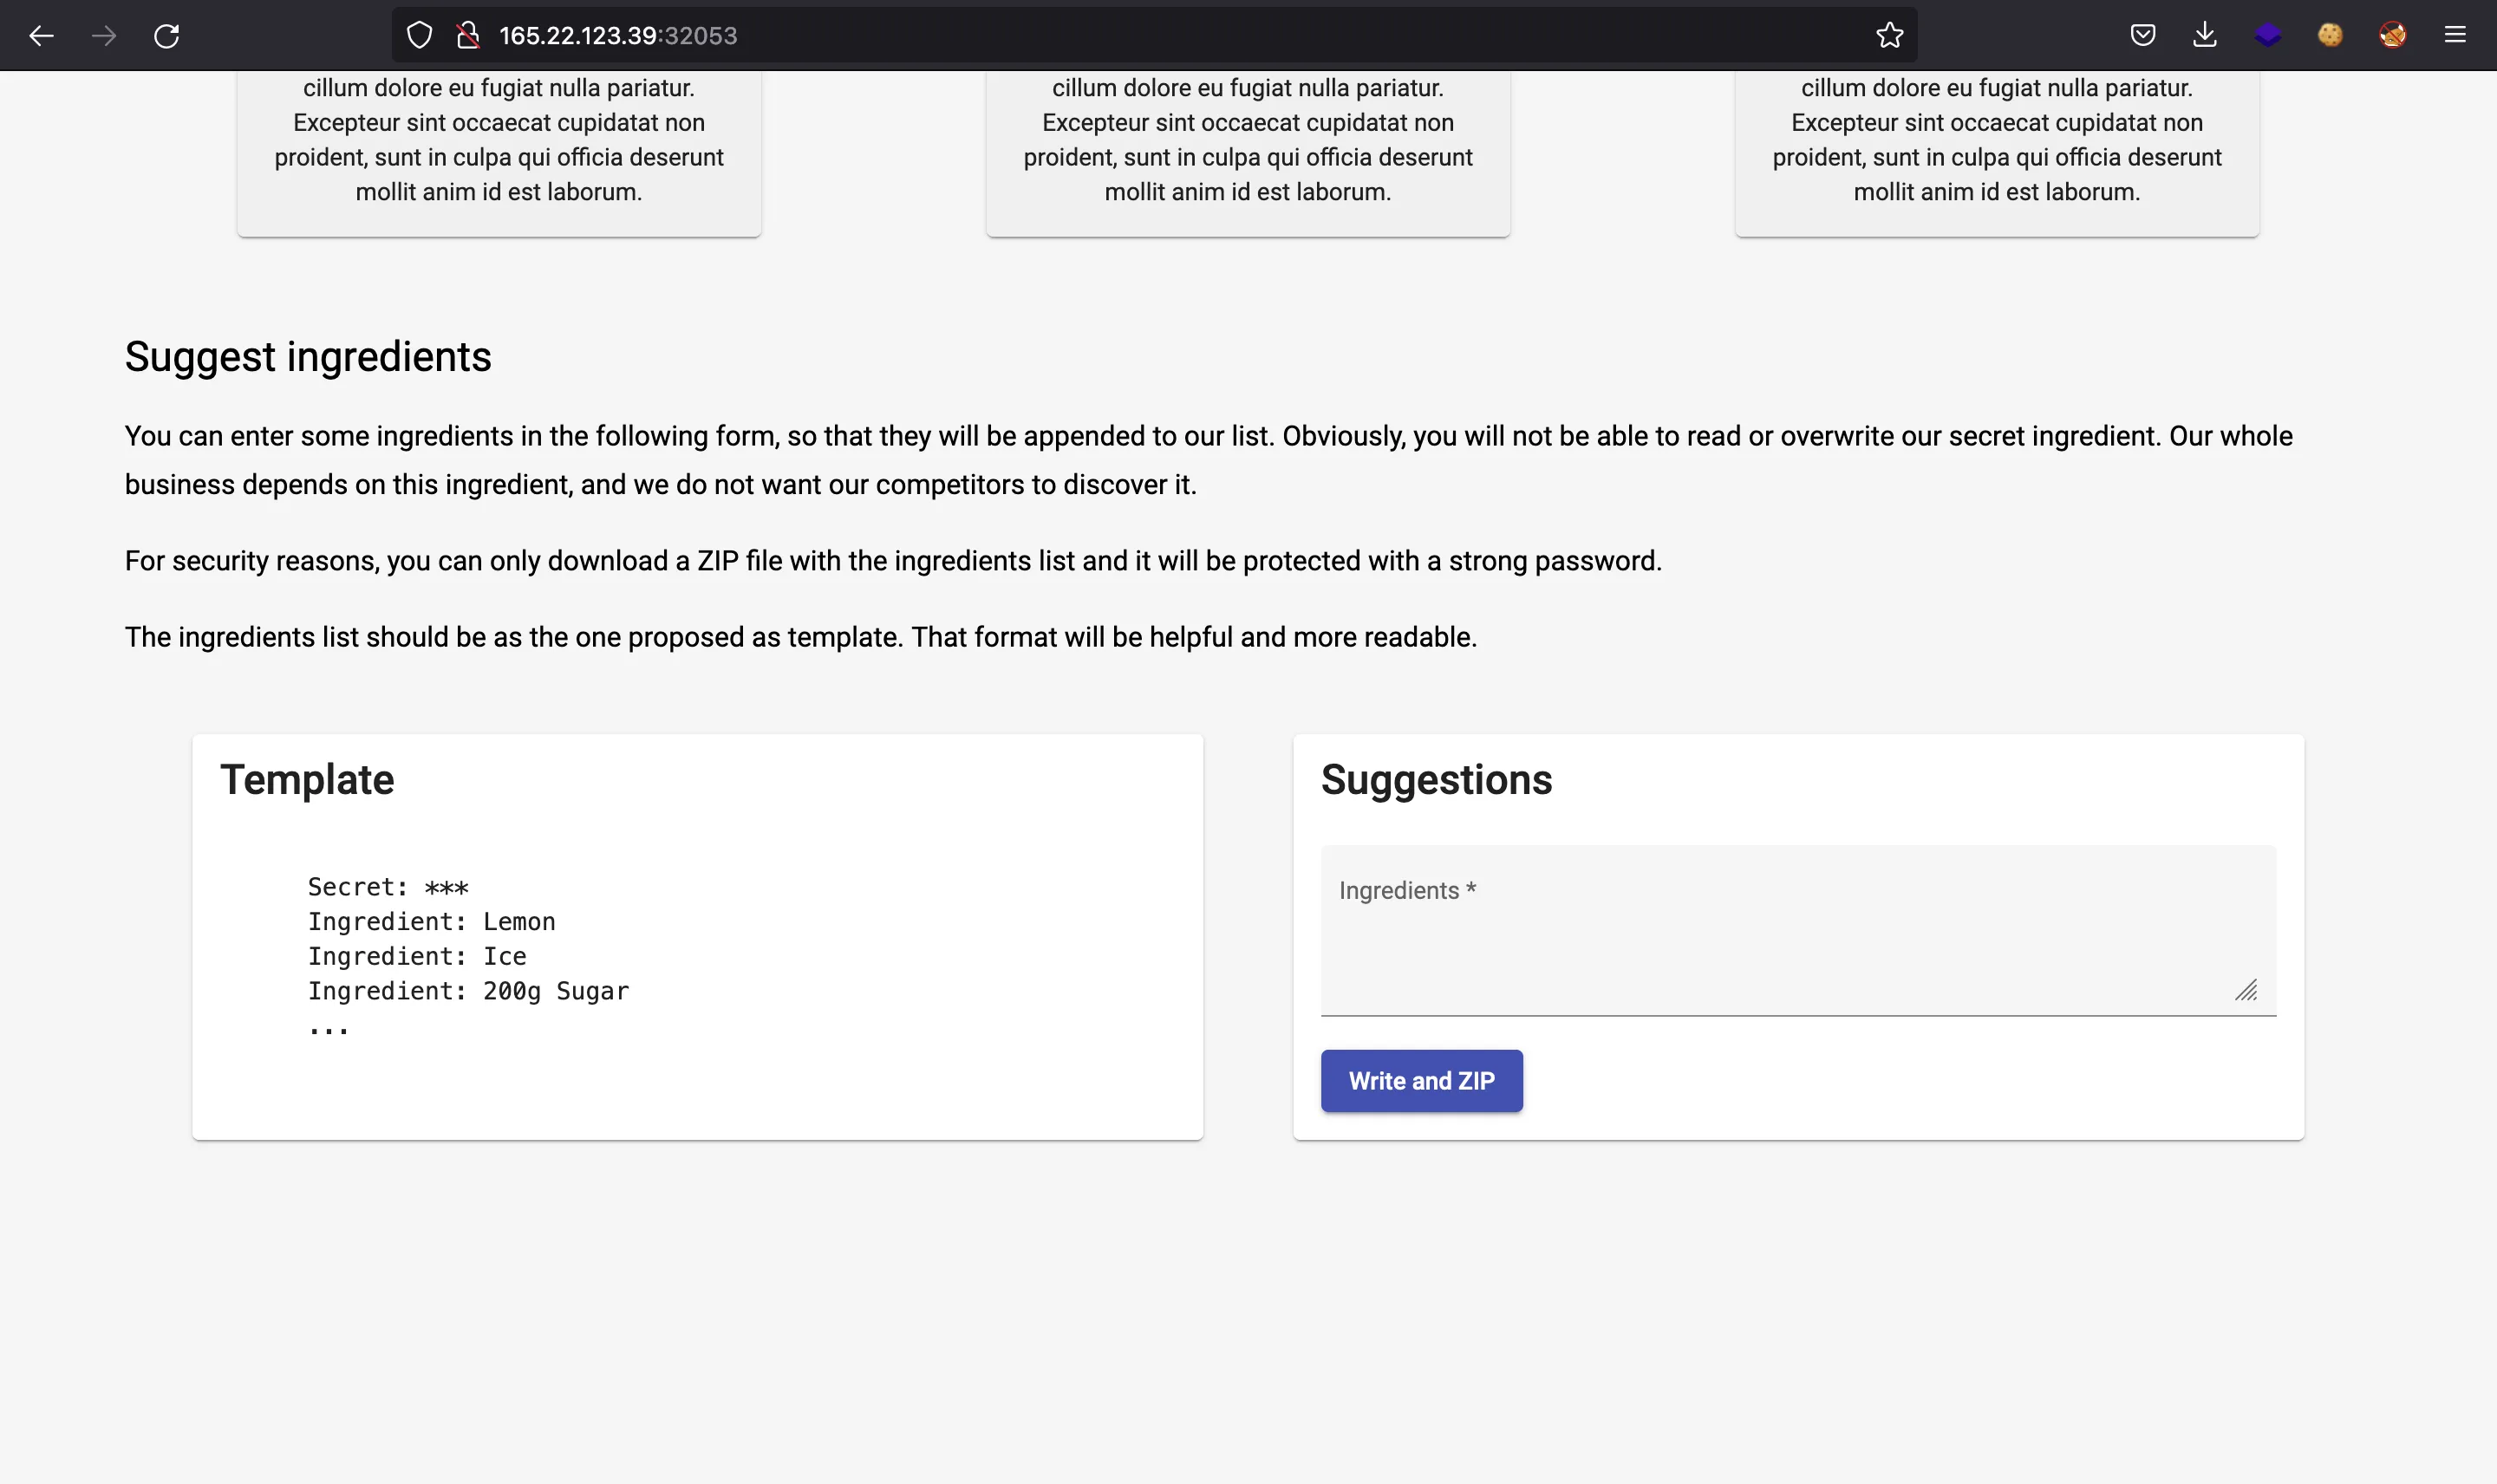 165.22.123.39:32053
cillum dolore eu fugiat nulla pariatur.
Excepteur sint occaecat cupidatat non
proident, sunt in culpa qui officia deserunt
mollit anim id est laborum.
cillum dolore eu fugiat nulla pariatur.
Excepteur sint occaecat cupidatat non
proident, sunt in culpa qui officia deserunt
mollit anim id est laborum.
cillum dolore eu fugiat nulla pariatur.
Excepteur sint occaecat cupidatat non
proident, sunt in culpa qui officia deserunt
mollit anim id est laborum.
Suggest ingredients
You can enter some ingredients in the following form, so that they will be appended to our list. Obviously, you will not be able to read or overwrite our secret ingredient. Our whole
business depends on this ingredient, and we do not want our competitors to discover it.
For security reasons, you can only download a ZIP file with the ingredients list and it will be protected with a strong password.
The ingredients list should be as the one proposed as template. That format will be helpful and more readable.
Template
Secret: ***
Ingredient: Lemon
Ingredient: Ice
Ingredient: 200g Sugar
...
Suggestions
Ingredients *
Write and ZIP